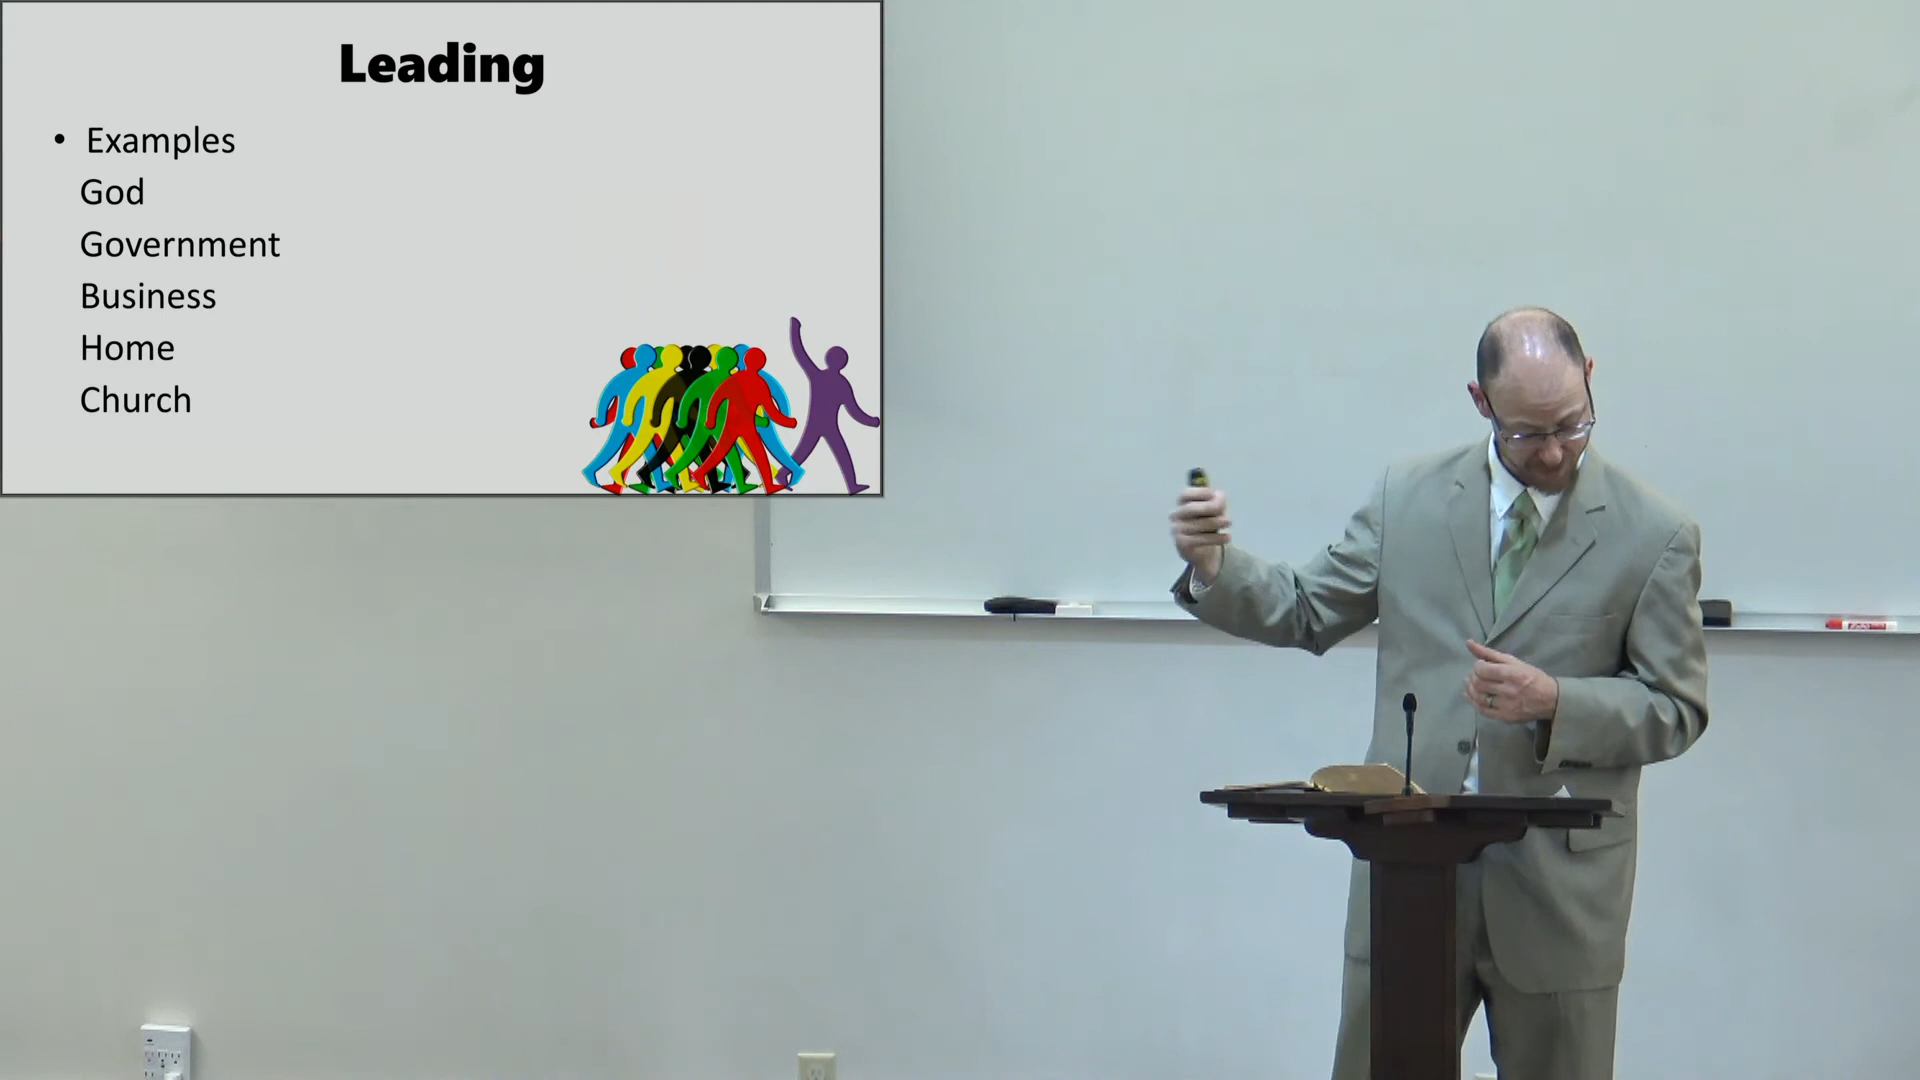 Leading
• Examples
God
Government
Business
Home
Church